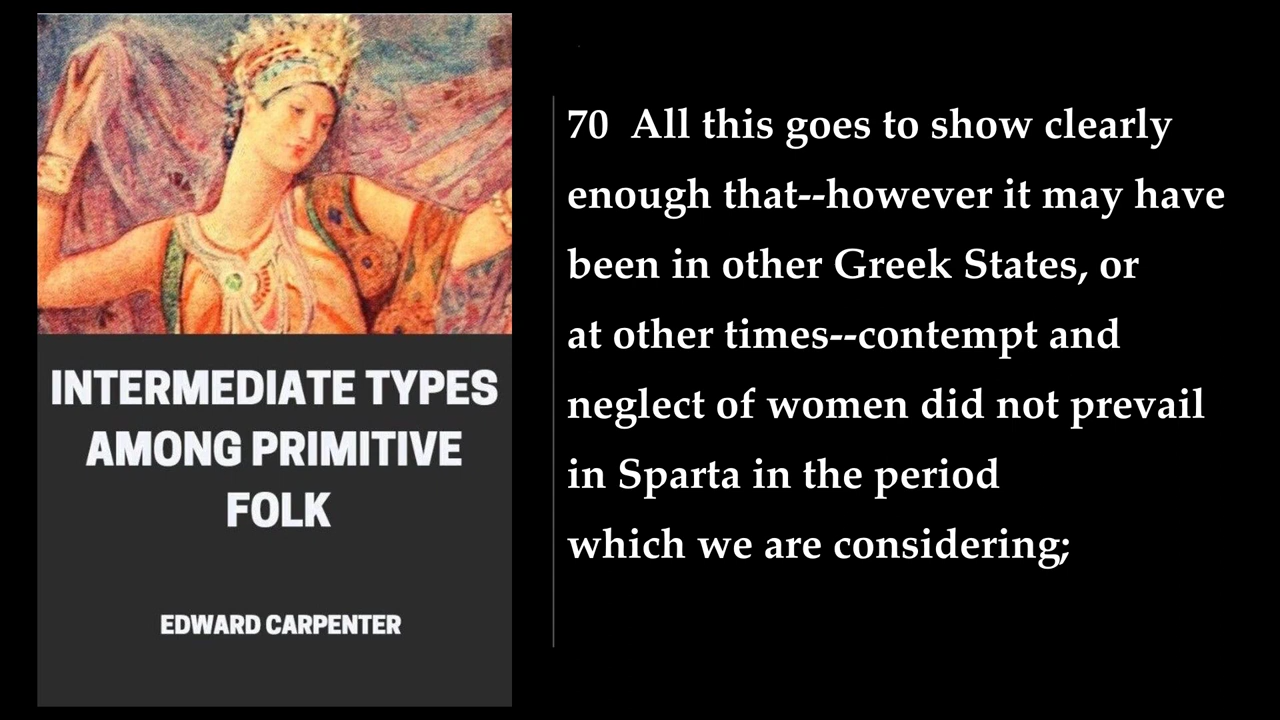 INTERMEDIATE TYPES
AMONG PRIMITIVE
FOLK
EDWARD CARPENTER
70  All this goes to show clearly
enough that--however it may have
been in other Greek States, or
at other times--contempt and
neglect of women did not prevail
in Sparta in the period
which we are considering;